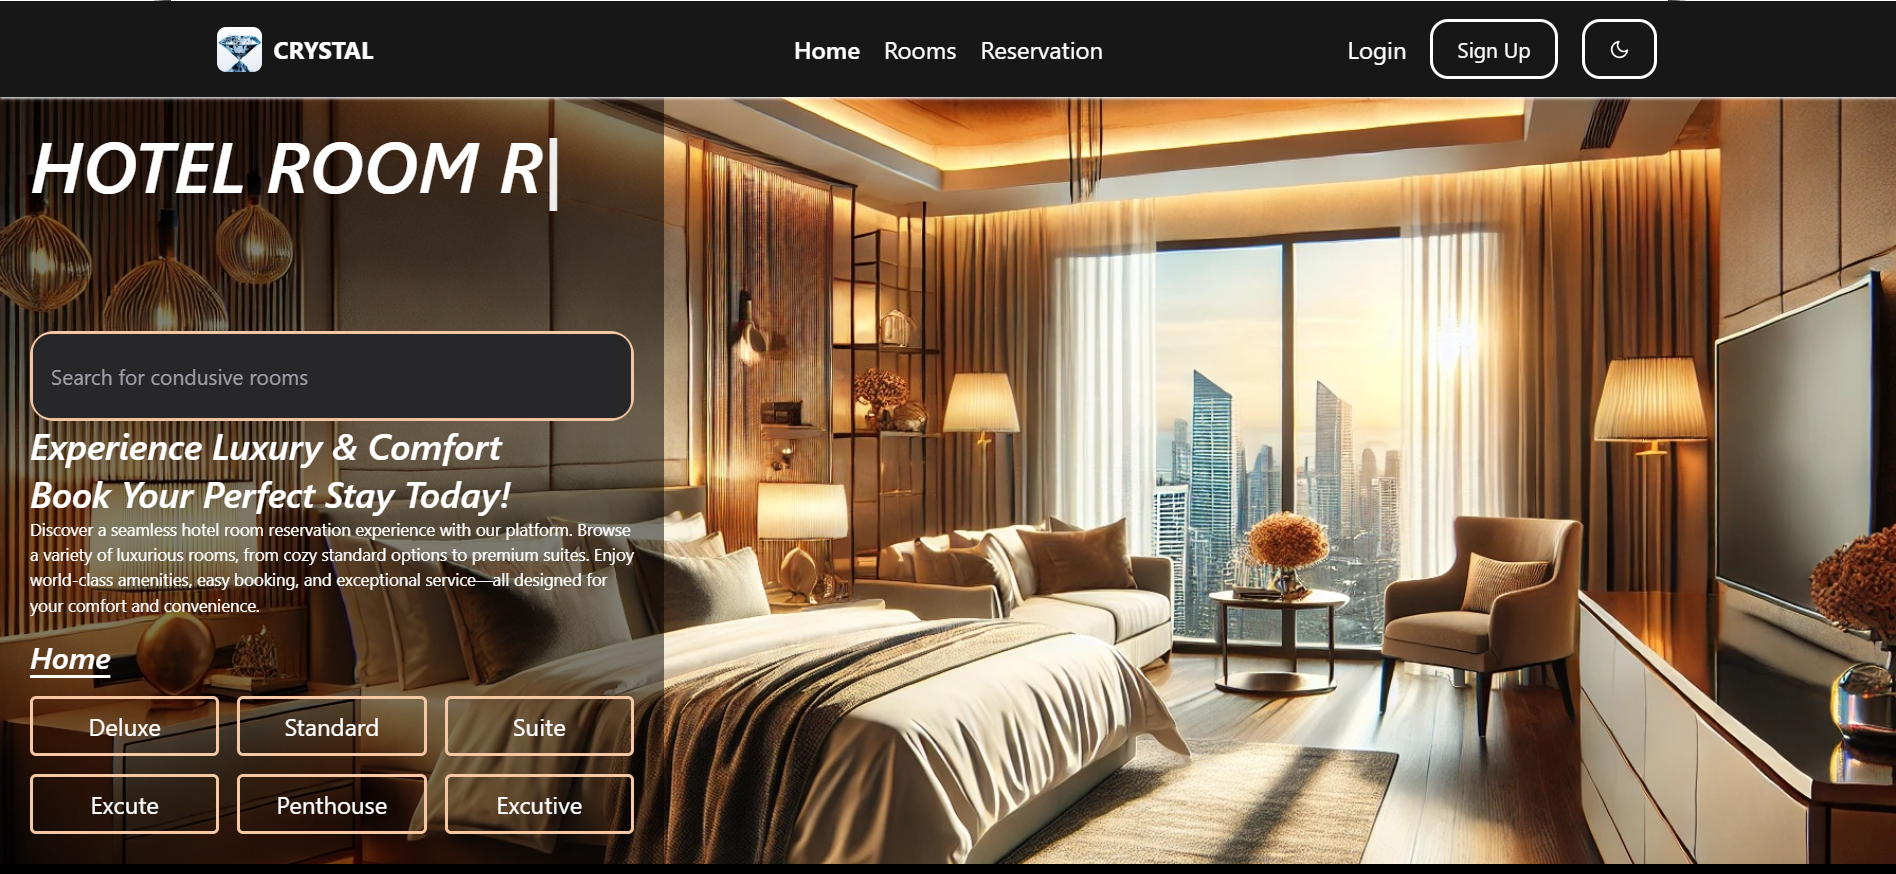 CRYSTAL
Home Rooms Reservation
Login Sign Up
HOTEL ROOM R
Search for condusive rooms
Experience Luxury & Comfort
Book Your Perfect Stay Today!
Discover a seamless hotel room reservation experience with our platform. Browse
a variety of luxurious rooms, from cozy standard options to premium suites. Enjoy
world-class amenities, easy booking, and exceptional service—all designed for
your comfort and convenience.
Home
Deluxe Standard Suite
Excute Penthouse Excutive